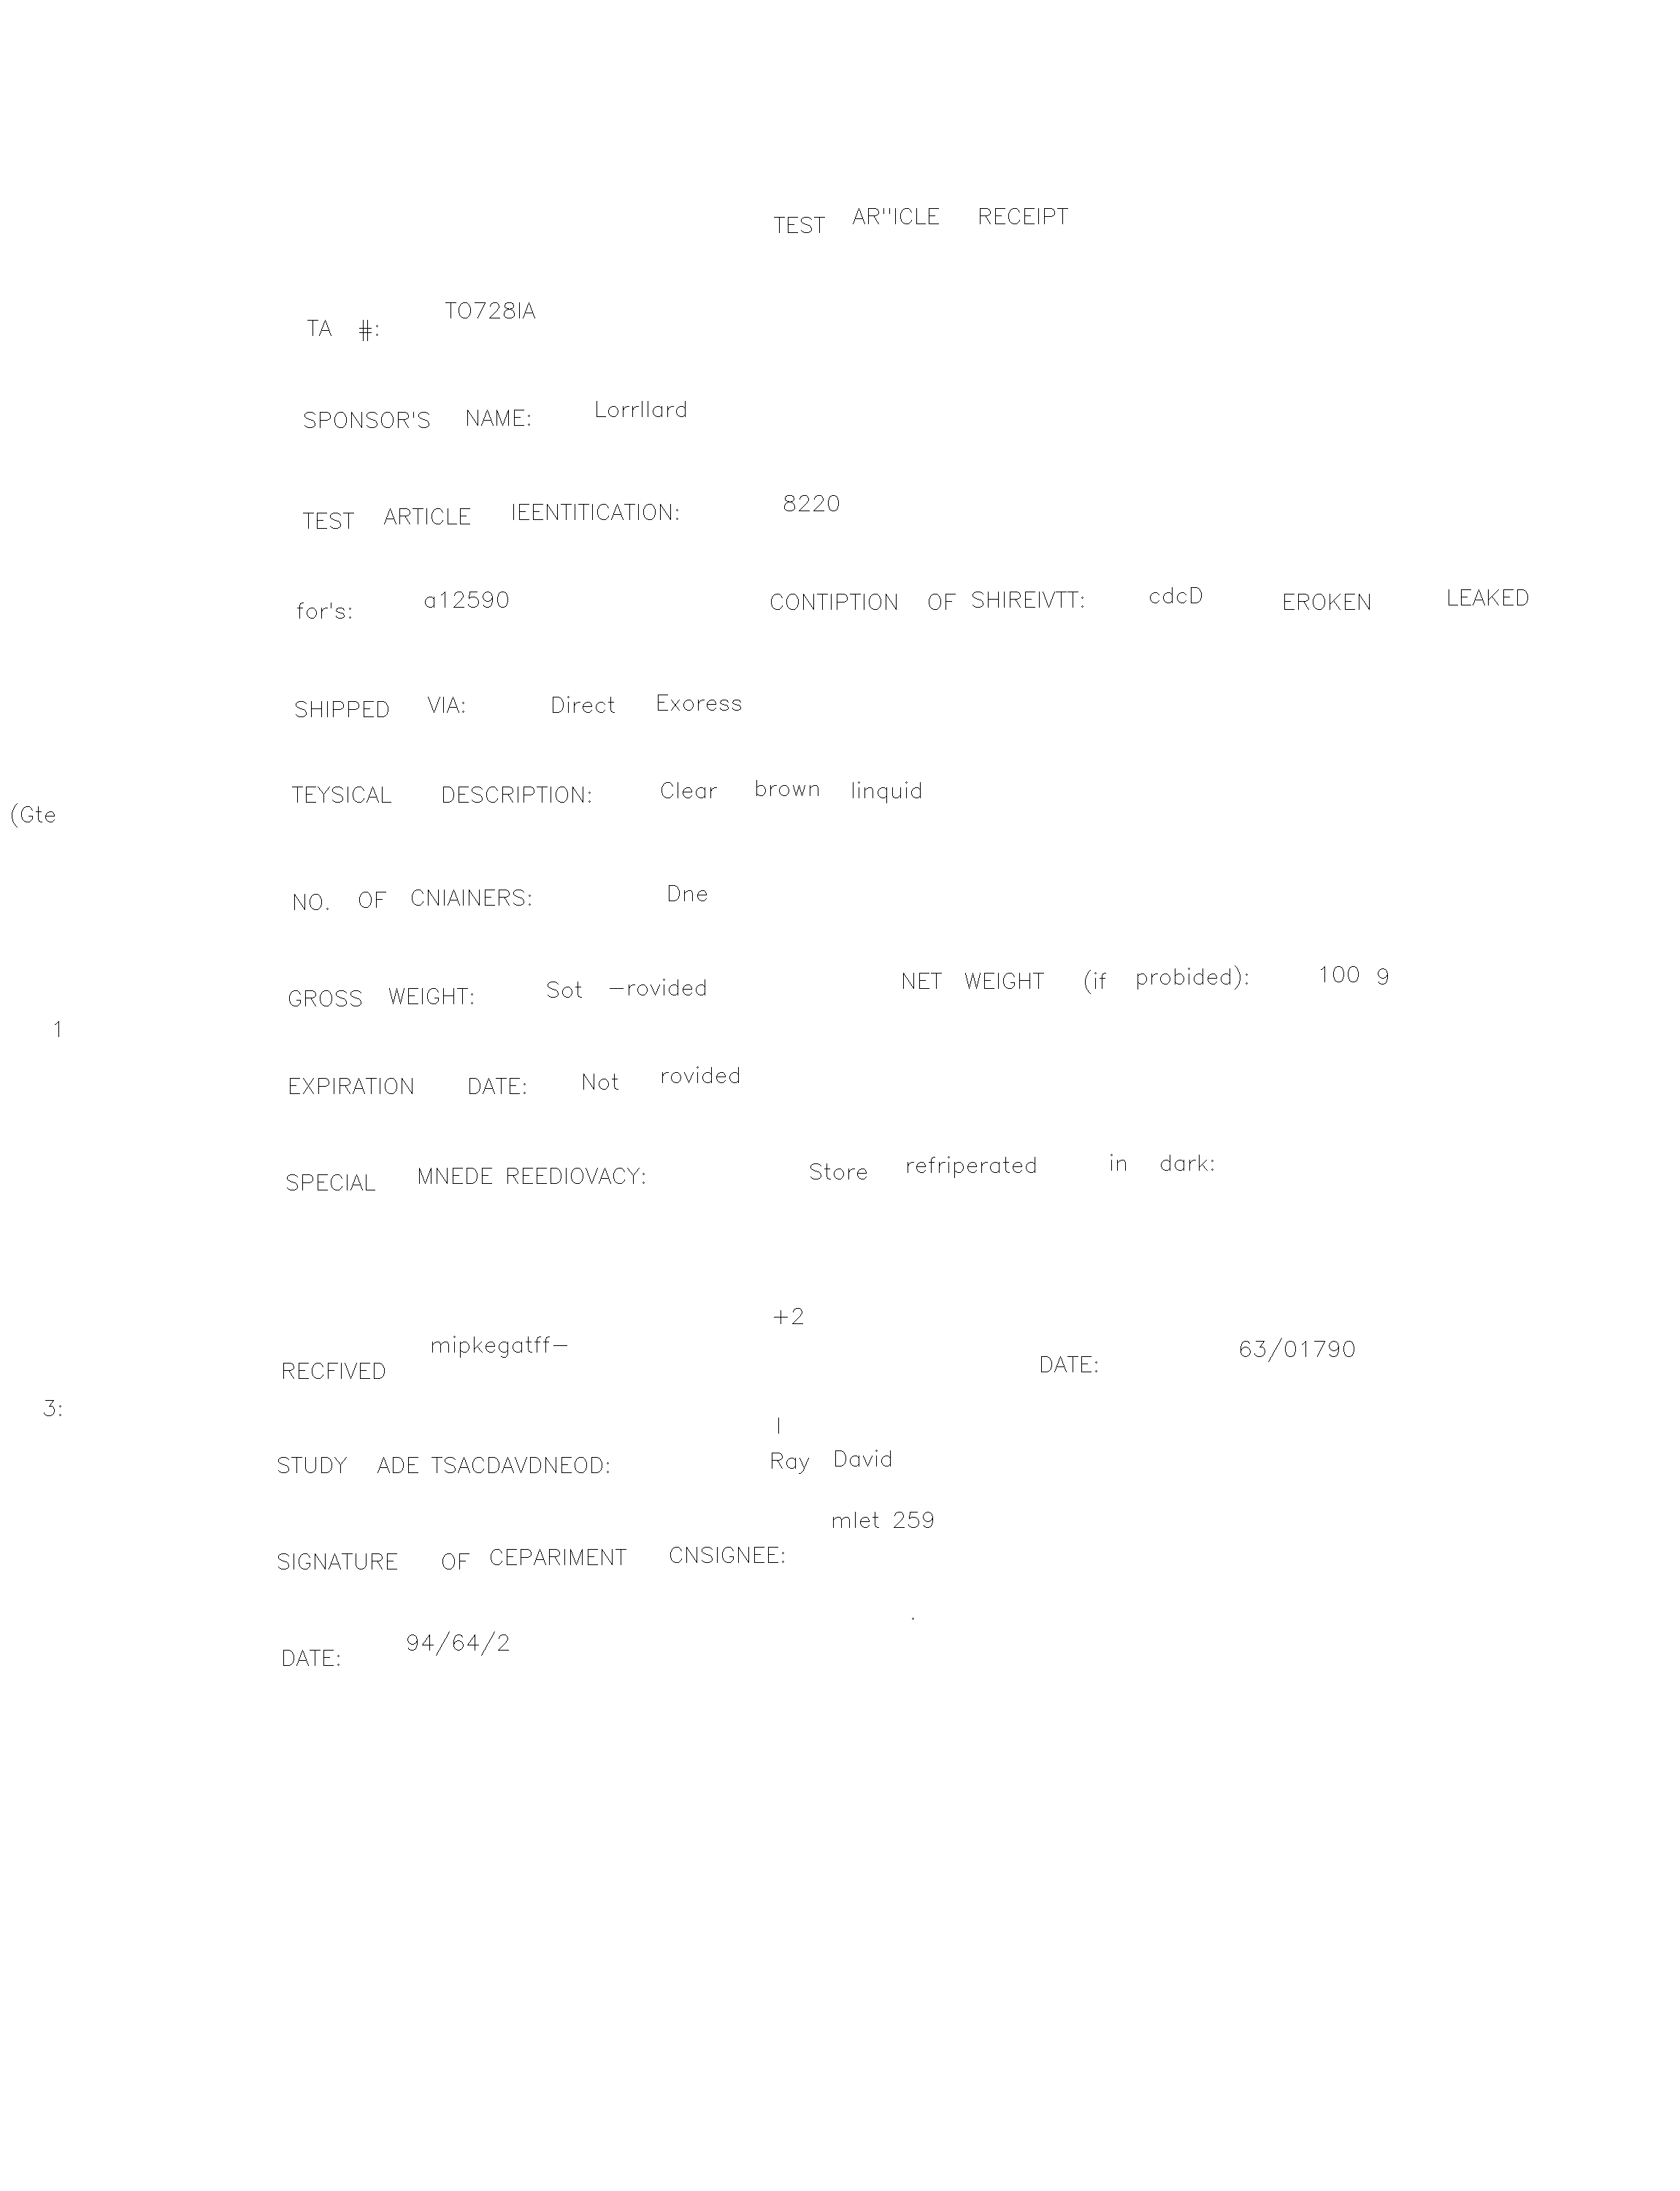 TEST AR"ICLE RECEIPT
TA #: TO728IA
SPONSOR'S NAME: Lorrllard
TEST ARTICLE IEENTITICATION: 8220
for's: a12590 CONTIPTION OF SHIREIVTT: cdcD EROKEN LEAKED
SHIPPED VIA: Direct Exoress
TEYSICAL DESCRIPTION: Clear brown linquid
(Gte
NO. OF CNIAINERS: Dne
GROSS WEIGHT: Sot -rovided NET WEIGHT (if probided): 100 9
1
EXPIRATION DATE: Not rovided
SPECIAL MNEDE REEDIOVACY: Store refriperated in dark:
+2
RECFIVED mipkegatff- DATE: 63/01790
3:
l
STUDY ADE TSACDAVDNEOD: Ray David
mlet 259
SIGNATURE OF CEPARIMENT CNSIGNEE:
.
DATE: 94/64/2